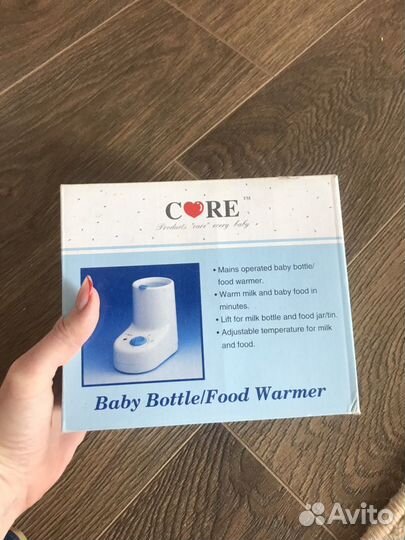 C❤RE™
Products "care" every baby
• Mains operated baby bottle/
food warmer.
• Warm milk and baby food in
minutes.
• Lift for milk bottle and food jar/tin.
• Adjustable temperature for milk
and food.
Baby Bottle/Food Warmer
Avito